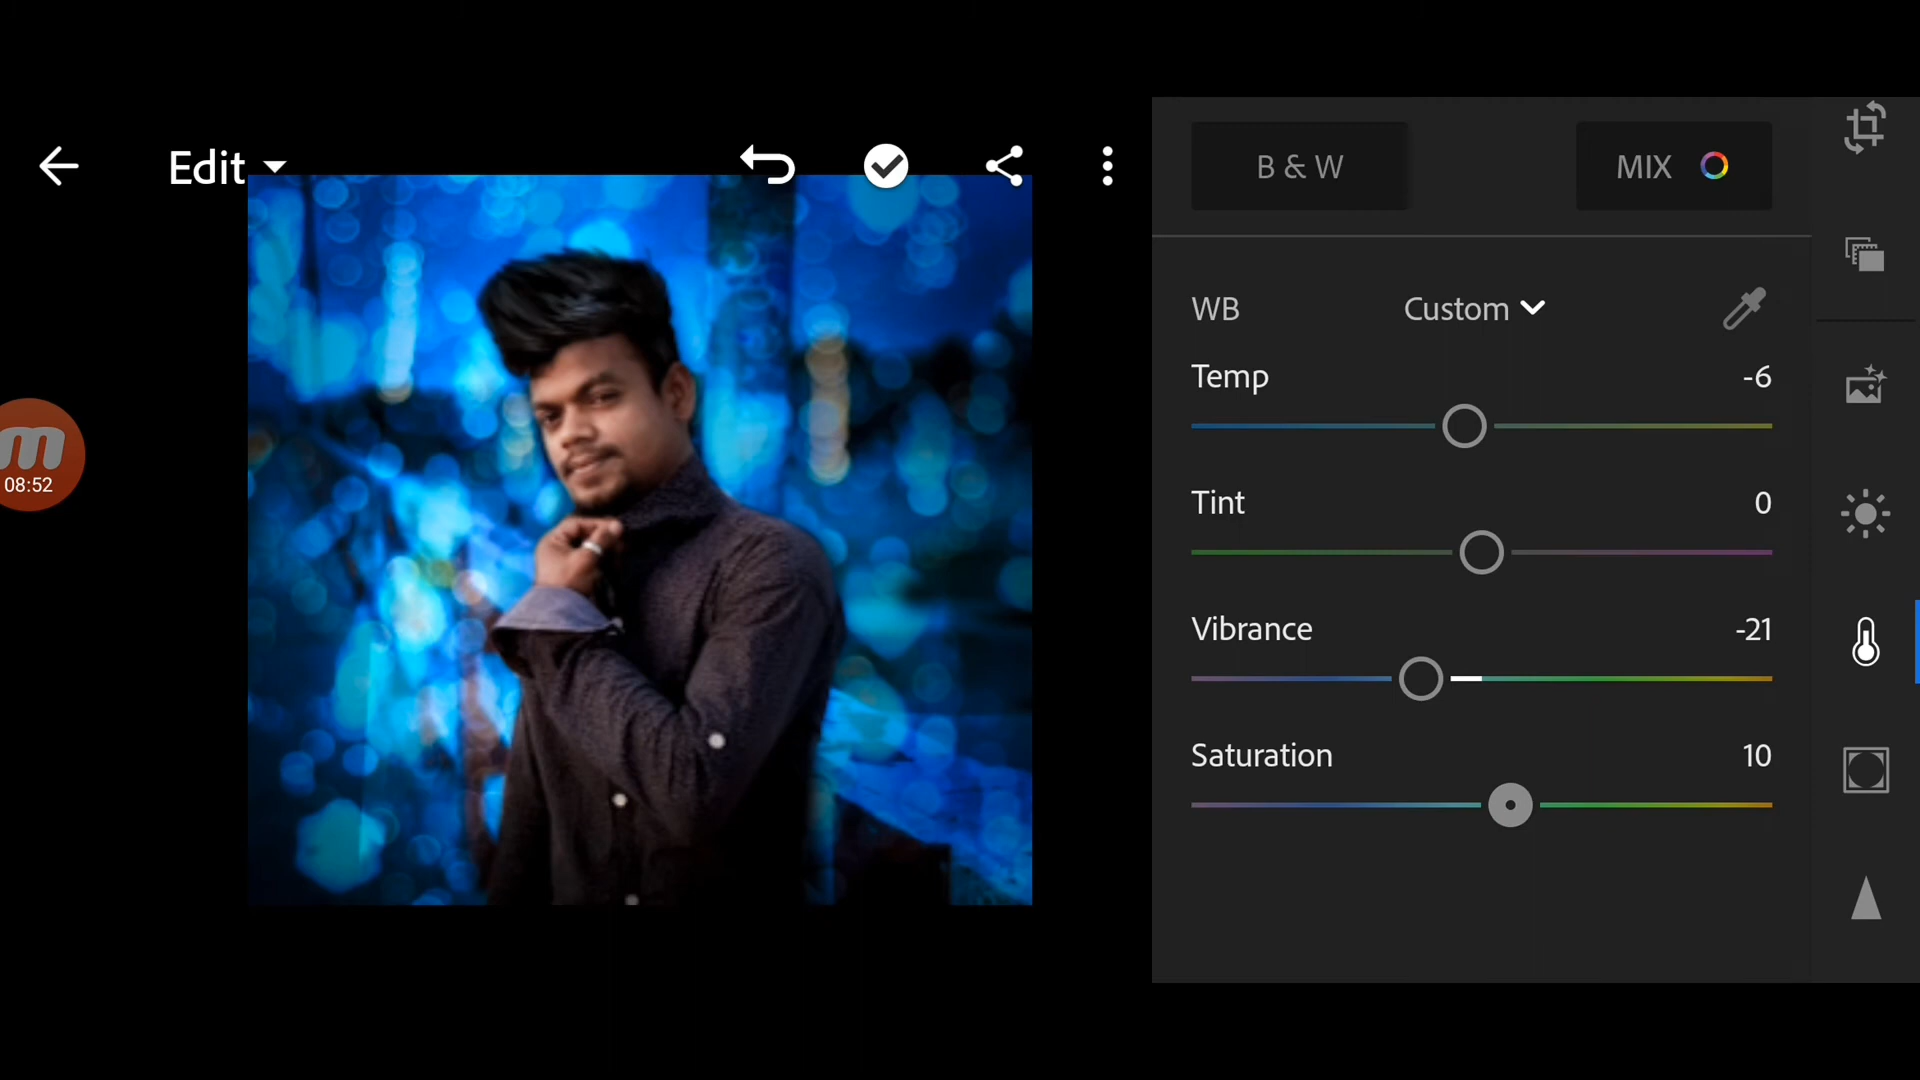 Edit
B & W
MIX
WB
Custom
Temp
-6
Tint
0
Vibrance
-21
Saturation
10
m
08:52